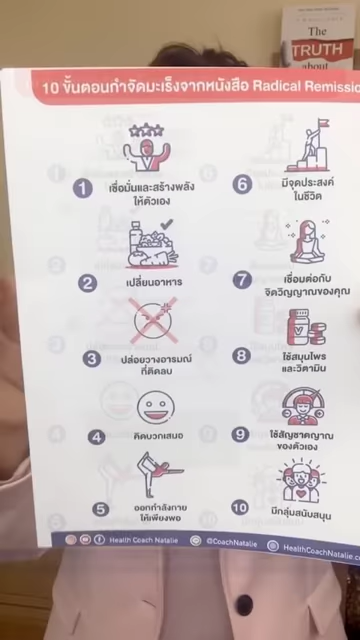 The
TRUTH
about
10 ขั้นตอนกำจัดมะเร็งจากหนังสือ Radical Remissio
1 เชื่อมั่นและสร้างพลัง
ให้ตัวเอง
2 เปลี่ยนอาหาร
3 ปล่อยวางอารมณ์
ที่ติดลบ
4 คิดบวกเสมอ
5 ออกกำลังกาย
ให้เพียงพอ
6 มีจุดประสงค์
ในชีวิต
7 เชื่อมต่อกับ
จิตวิญญาณของคุณ
8 ใช้สมุนไพร
และวิตามิน
9 ใช้สัญชาตญาณ
ของตัวเอง
10 มีกลุ่มสนับสนุน
Health Coach Natalie @CoachNatalie HealthCoachNatalie.c